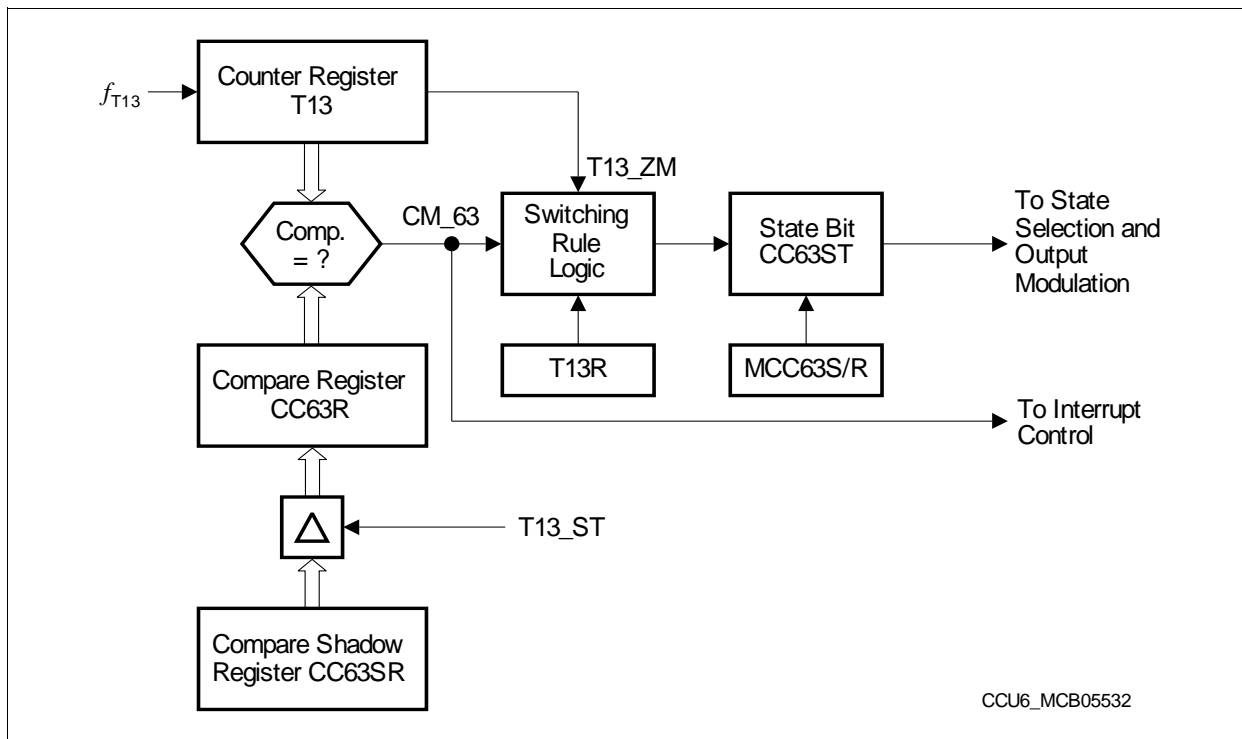 Counter Register
T13
fT13
T13_ZM
CM_63
Comp.
= ?
Switching
Rule
Logic
State Bit
CC63ST
To State
Selection and
Output
Modulation
T13R
MCC63S/R
Compare Register
CC63R
To Interrupt
Control
T13_ST
Compare Shadow
Register CC63SR
CCU6_MCB05532